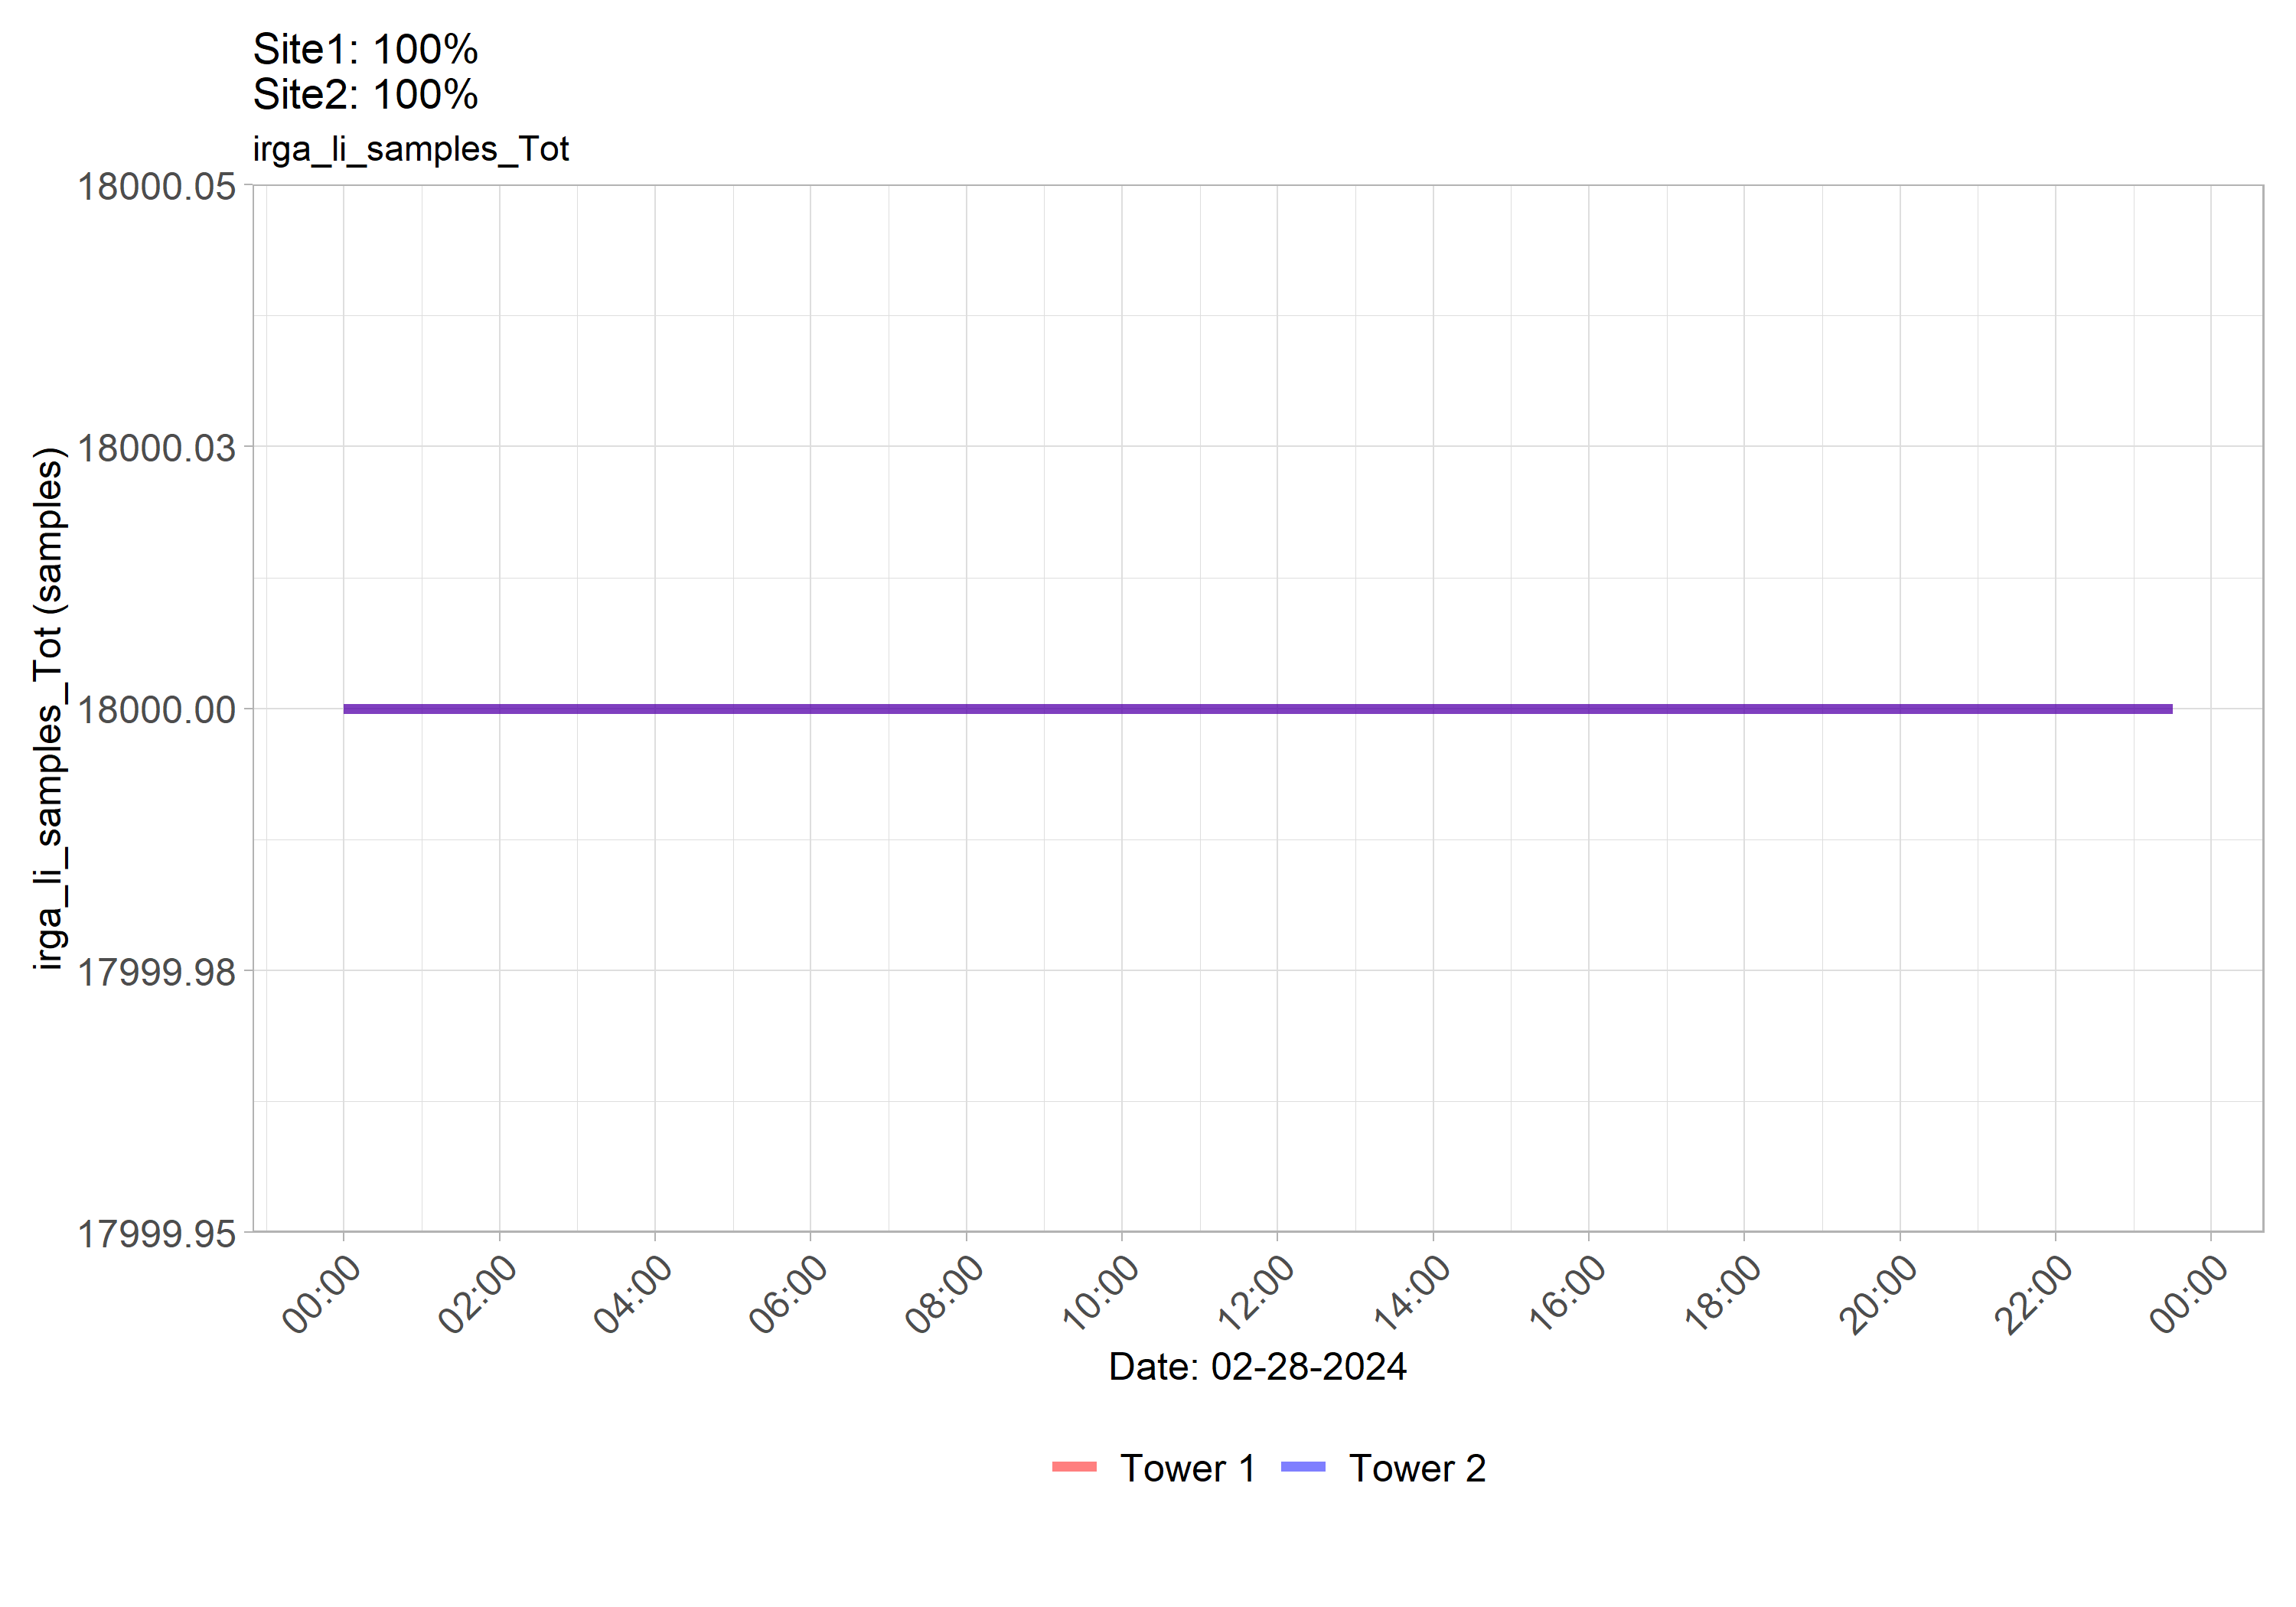 Site1: 100%
Site2: 100%
irga_li_samples_Tot
18000.05
18000.03
18000.00
17999.98
17999.95
irga_li_samples_Tot (samples)
00:00 02:00 04:00 06:00 08:00 10:00 12:00 14:00 16:00 18:00 20:00 22:00 00:00
Date: 02-28-2024
Tower 1 Tower 2